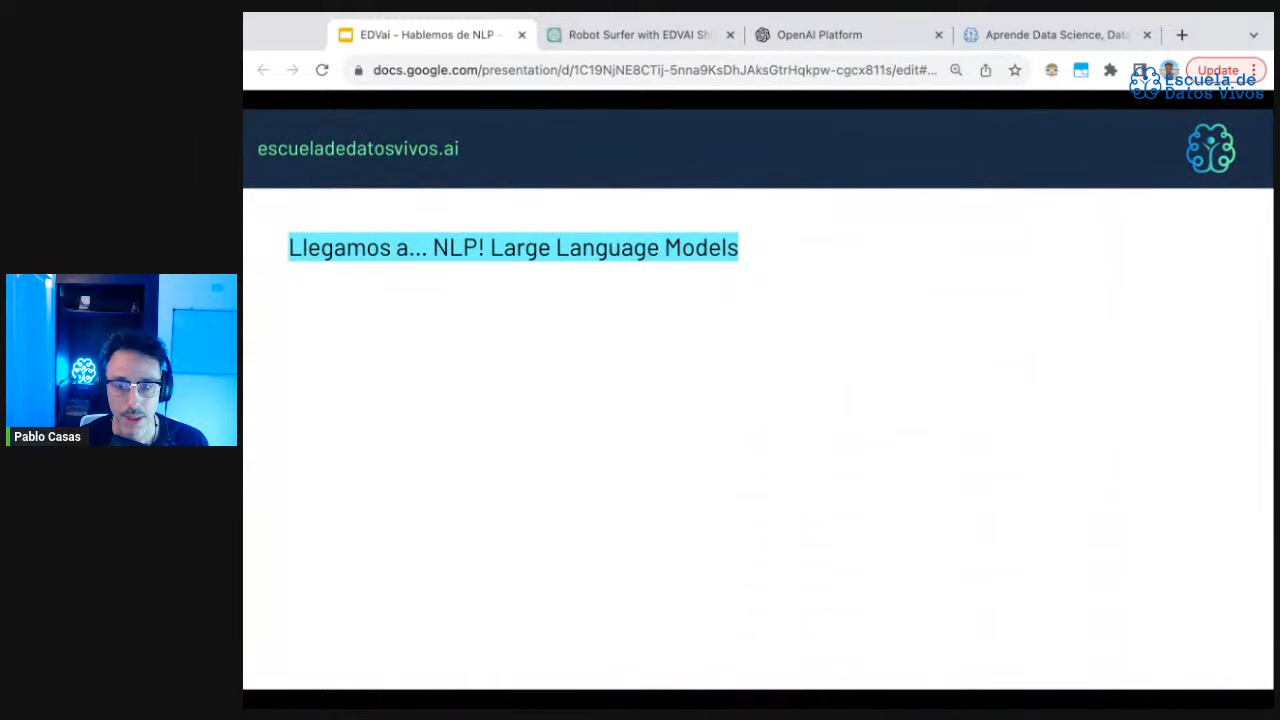 EDVai - Hablemos de NLP -
Robot Surfer with EDVAI Shi
OpenAI Platform
Aprende Data Science, Data
docs.google.com/presentation/d/1C19NjNE8CTij-5nna9KsDhJAksGtrHqkpw-cgcx811s/edit#...
Update
Escuela de
Datos Vivos
escueladedatosvivos.ai
Llegamos a... NLP! Large Language Models
Pablo Casas